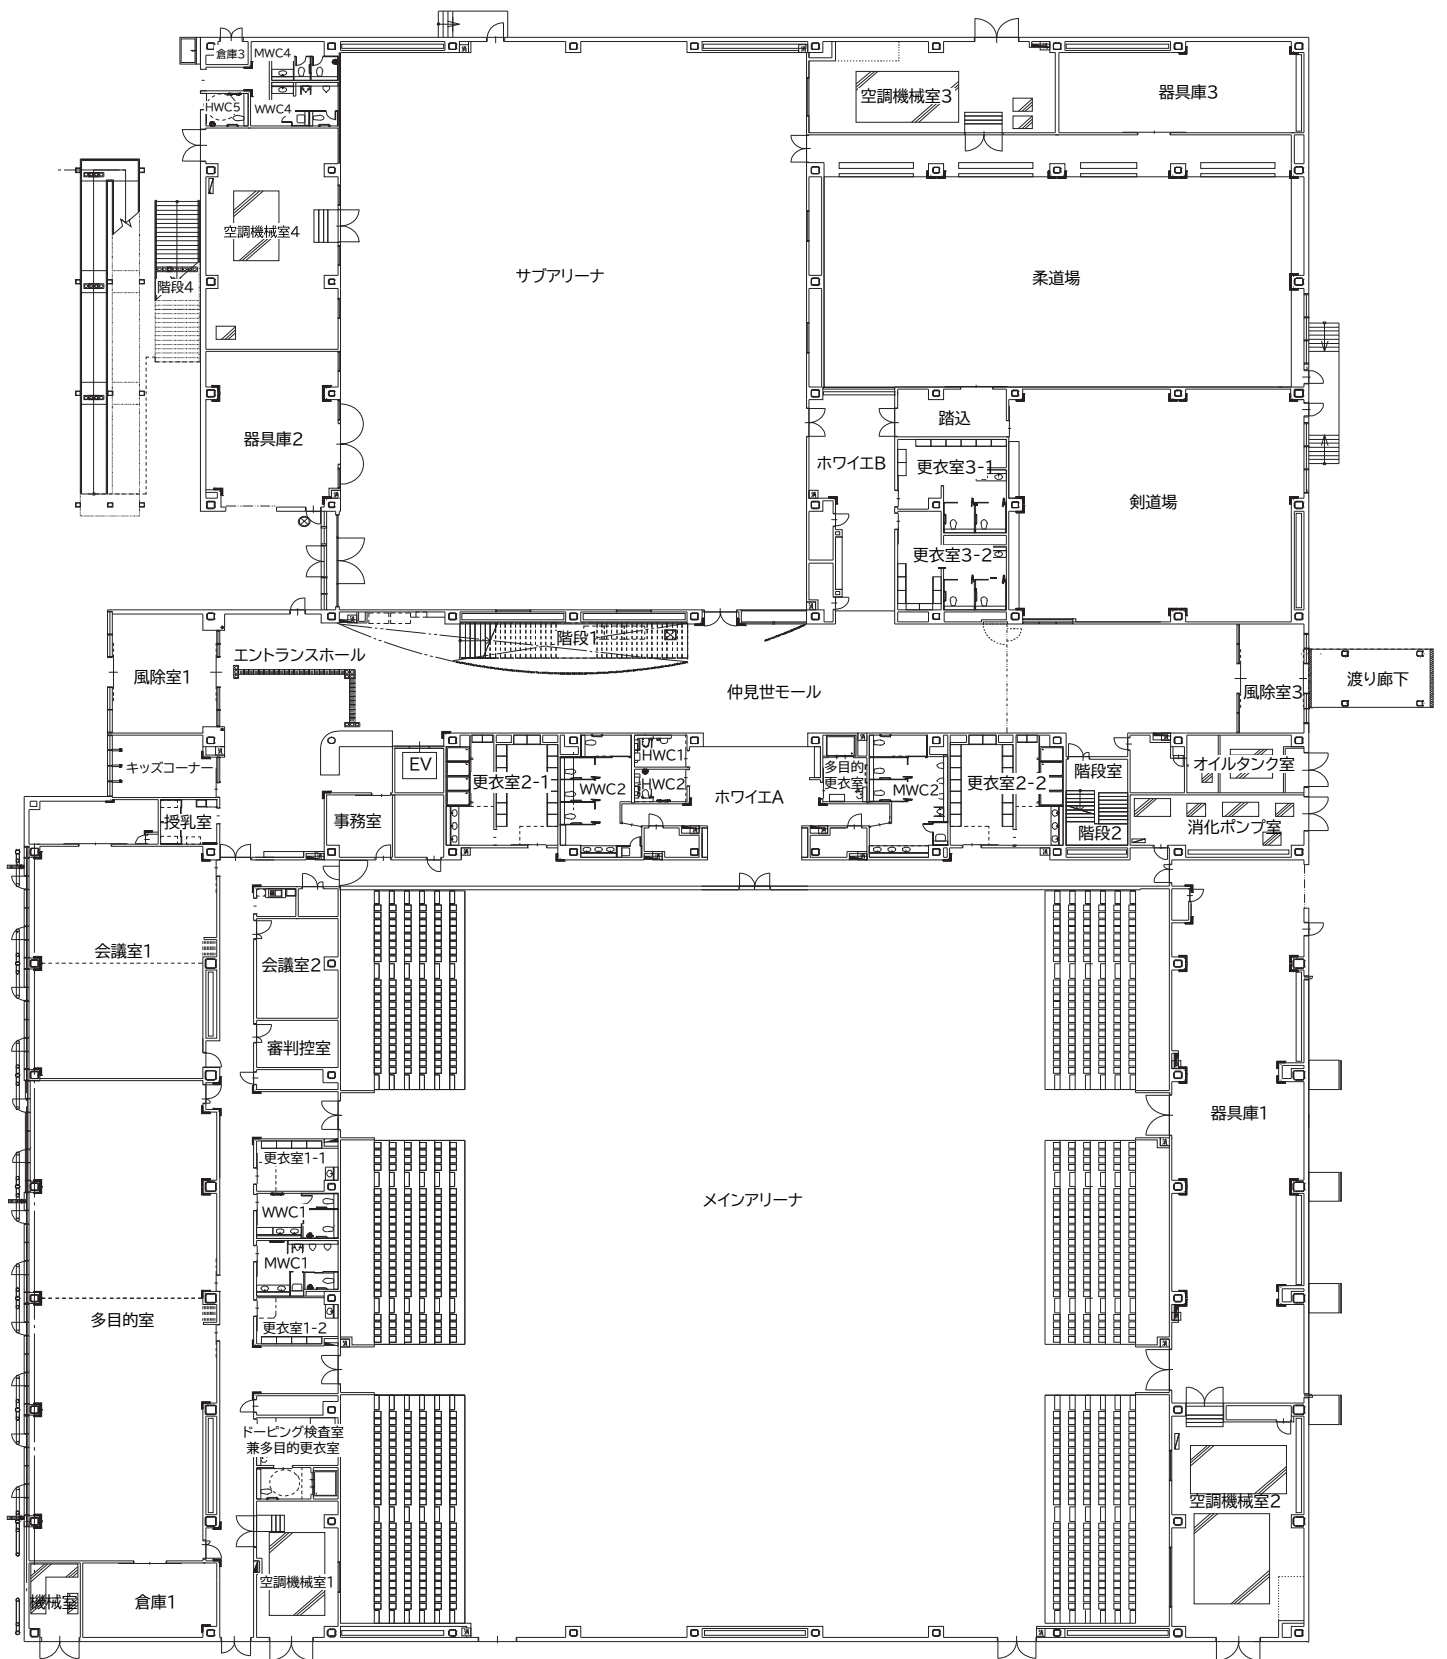 倉庫3
MWC4
HWC5
WWC4
空調機械室3
器具庫3
空調機械室4
階段4
サブアリーナ
柔道場
器具庫2
踏込
ホワイエB
更衣室3-1
剣道場
更衣室3-2
階段1
エントランスホール
風除室1
仲見世モール
風除室3
渡り廊下
キッズコーナー
EV
更衣室2-1
WWC2
HWC1
HWC2
ホワイエA
多目的
更衣室
MWC2
更衣室2-2
階段室
オイルタンク室
授乳室
事務室
階段2
消化ポンプ室
会議室1
会議室2
審判控室
器具庫1
更衣室1-1
WWC1
メインアリーナ
MWC1
多目的室
更衣室1-2
ドーピング検査室
兼多目的更衣室
空調機械室2
機械室
倉庫1
空調機械室1